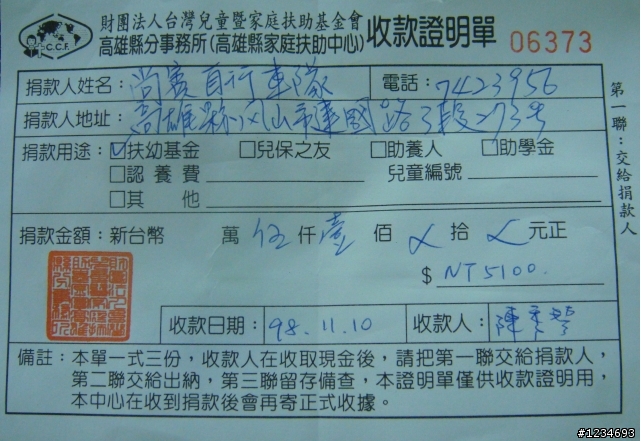 C.C.F. 財團法人台灣兒童暨家庭扶助基金會
高雄縣分事務所(高雄縣家庭扶助中心) 收款證明單 06373
捐款人姓名：尚賓自行車隊 電話：7423956
捐款人地址：高雄縣鳳山市建國路3段273號
捐款用途：☑扶幼基金 □兒保之友 □助養人 □助學金
□認養費 兒童編號：
□其他
捐款金額：新台幣 萬 伍 仟 壹 佰 ㄨ 拾 ㄨ 元正
$ NT5100.
收款日期：98.11.10 收款人：陳
備註：本單一式三份，收款人在收取現金後，請把第一聯交給捐款人，
第二聯交給出納，第三聯留存備查，本證明單僅供收款證明用，
本中心在收到捐款後會再寄正式收據。
第一聯：交給捐款人
#1234693